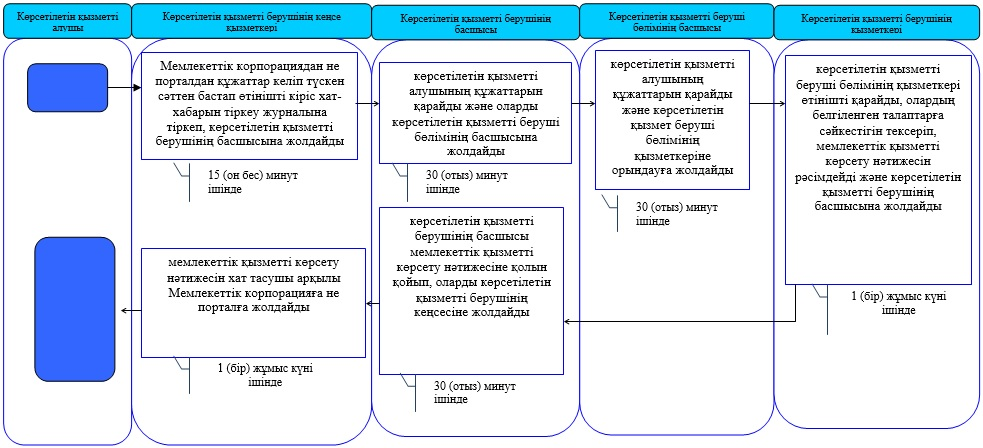 Көрсетілетін қызметті
алушы
Көрсетілетін қызметті берушінің кеңсе
қызметкері
Көрсетілетін қызметті берушінің
басшысы
Көрсетілетін қызметті беруші
бөлімінің басшысы
Көрсетілетін қызметті берушінің
қызметкері
Мемлекеттік корпорациядан не
порталдан құжаттар келіп түскен
сәттен бастап өтінішті кіріс хат-
хабарын тіркеу журналына
тіркеп, көрсетілетін қызметті
берушінің басшысына жолдайды
15 (он бес) минут
ішінде
көрсетілетін қызметті
алушының құжаттарын
қарайды және оларды
көрсетілетін қызметті беруші
бөлімінің басшысына
жолдайды
30 (отыз) минут
ішінде
көрсетілетін қызметті
алушының
құжаттарын қарайды
және көрсетілетін
қызмет беруші
бөлімінің
қызметкеріне
орындауға жолдайды
30 (отыз) минут
ішінде
көрсетілетін қызметті
беруші бөлімінің қызметкері
өтінішті қарайды, олардың
белгіленген талаптарға
сәйкестігін тексеріп,
мемлекеттік қызметті
көрсету нәтижесін
рәсімдейді және көрсетілетін
қызметті берушінің
басшысына жолдайды
1 (бір) жұмыс күні
ішінде
көрсетілетін қызметті
берушінің басшысы
мемлекеттік қызметті
көрсету нәтижесіне қолын
қойып, оларды көрсетілетін
қызметті берушінің
кеңсесіне жолдайды
30 (отыз) минут
ішінде
мемлекеттік қызметті көрсету
нәтижесін хат тасушы арқылы
Мемлекеттік корпорацияға не
порталға жолдайды
1 (бір) жұмыс күні
ішінде